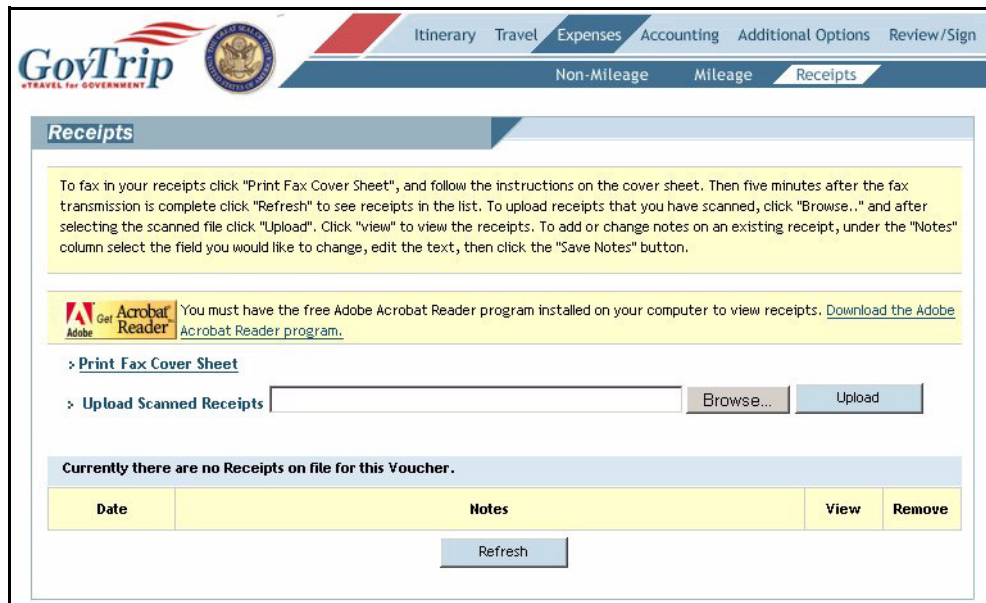 GovTrip
eTRAVEL for GOVERNMENT
Itinerary Travel Expenses Accounting Additional Options Review/Sign
Non-Mileage Mileage Receipts
Receipts
To fax in your receipts click "Print Fax Cover Sheet", and follow the instructions on the cover sheet. Then five minutes after the fax
transmission is complete click "Refresh" to see receipts in the list. To upload receipts that you have scanned, click "Browse.." and after
selecting the scanned file click "Upload". Click "view" to view the receipts. To add or change notes on an existing receipt, under the "Notes"
column select the field you would like to change, edit the text, then click the "Save Notes" button.
Adobe Get Acrobat Reader
You must have the free Adobe Acrobat Reader program installed on your computer to view receipts. Download the Adobe
Acrobat Reader program.
Print Fax Cover Sheet
Upload Scanned Receipts Browse... Upload
Currently there are no Receipts on file for this Voucher.
Date Notes View Remove
Refresh